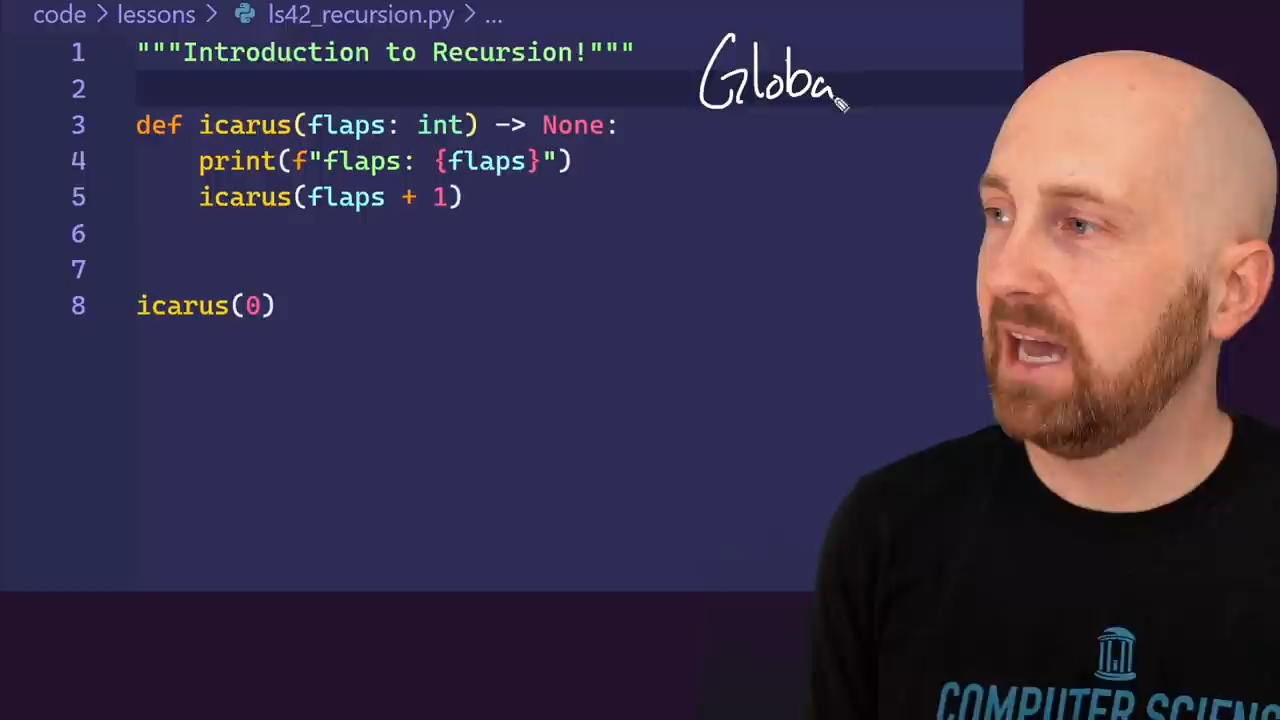 code > lessons > ls42_recursion.py > ...
1 """Introduction to Recursion!"""
Globa
2
3 def icarus(flaps: int) -> None:
4 print(f"flaps: {flaps}")
5 icarus(flaps + 1)
6
7
8 icarus(0)
COMPUTER SCIENC